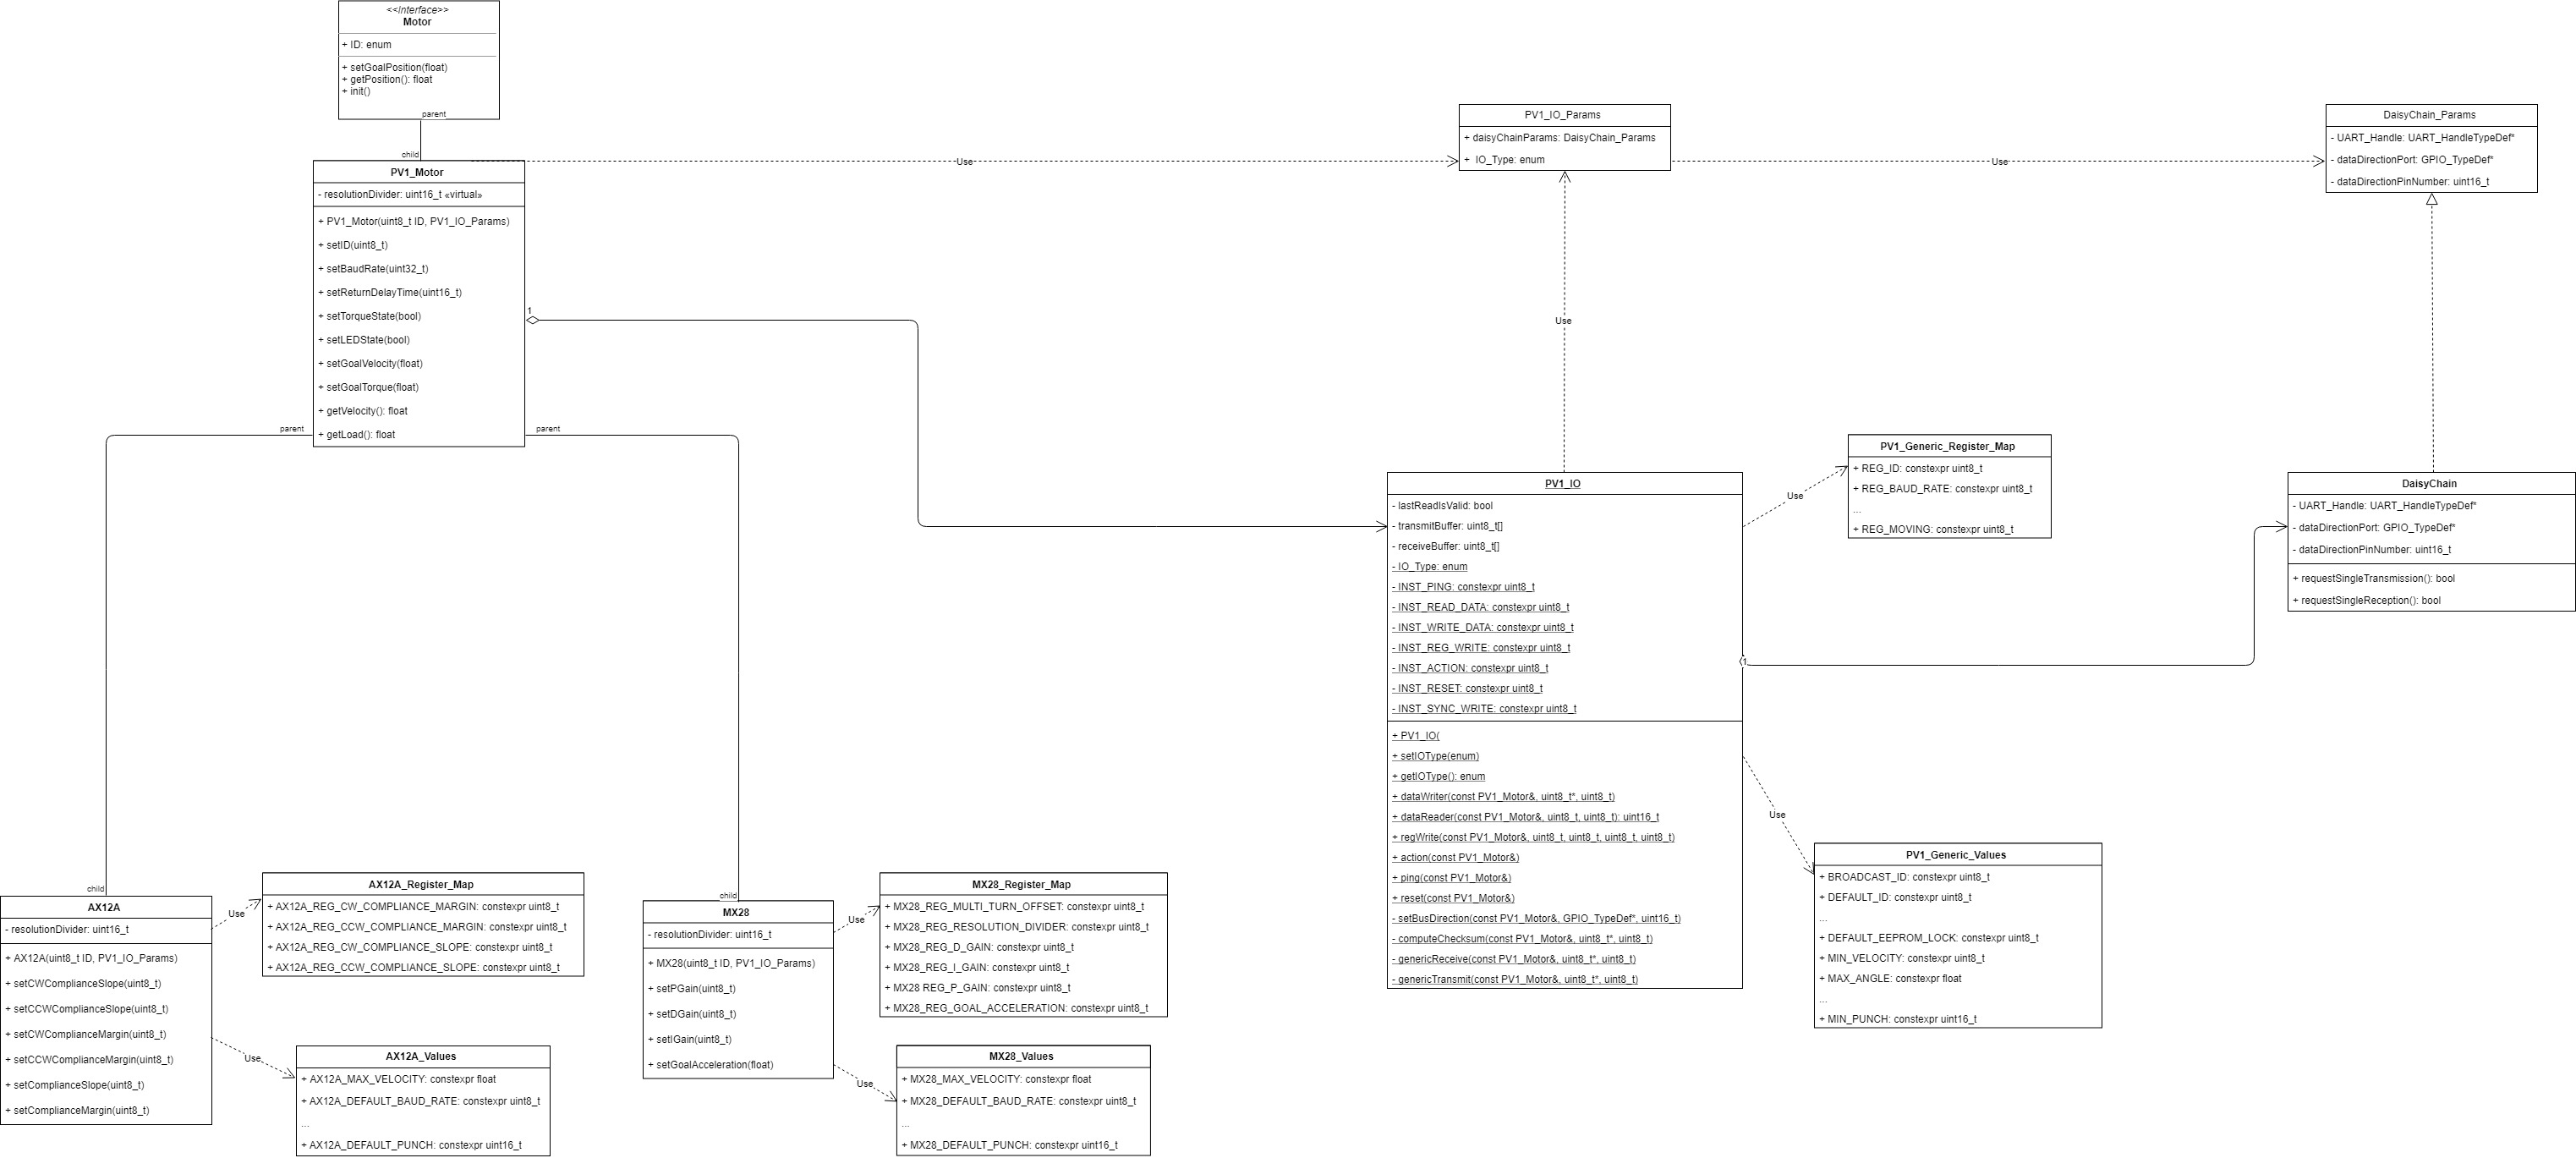 <<Interface>>
Motor
+ ID: enum
+ setGoalPosition(float)
+ getPosition(): float
+ init()
parent
child
PV1_Motor
- resolutionDivider: uint16_t «virtual»
+ PV1_Motor(uint8_t ID, PV1_IO_Params)
+ setID(uint8_t)
+ setBaudRate(uint32_t)
+ setReturnDelayTime(uint16_t)
+ setTorqueState(bool)
+ setLEDState(bool)
+ setGoalVelocity(float)
+ setGoalTorque(float)
+ getVelocity(): float
+ getLoad(): float
Use
PV1_IO_Params
+ daisyChainParams: DaisyChain_Params
+ IO_Type: enum
Use
DaisyChain_Params
- UART_Handle: UART_HandleTypeDef*
- dataDirectionPort: GPIO_TypeDef*
- dataDirectionPinNumber: uint16_t
1
Use
parent
parent
PV1_IO
- lastReadIsValid: bool
- transmitBuffer: uint8_t[]
- receiveBuffer: uint8_t[]
- IO_Type: enum
- INST_PING: constexpr uint8_t
- INST_READ_DATA: constexpr uint8_t
- INST_WRITE_DATA: constexpr uint8_t
- INST_REG_WRITE: constexpr uint8_t
- INST_ACTION: constexpr uint8_t
- INST_RESET: constexpr uint8_t
- INST_SYNC_WRITE: constexpr uint8_t
+ PV1_IO(
+ setIOType(enum)
+ getIOType(): enum
+ dataWriter(const PV1_Motor&, uint8_t*, uint8_t)
+ dataReader(const PV1_Motor&, uint8_t, uint8_t): uint16_t
+ regWrite(const PV1_Motor&, uint8_t, uint8_t, uint8_t, uint8_t)
+ action(const PV1_Motor&)
+ ping(const PV1_Motor&)
+ reset(const PV1_Motor&)
- setBusDirection(const PV1_Motor&, GPIO_TypeDef*, uint16_t)
- computeChecksum(const PV1_Motor&, uint8_t*, uint8_t)
- genericReceive(const PV1_Motor&, uint8_t*, uint8_t)
- genericTransmit(const PV1_Motor&, uint8_t*, uint8_t)
Use
PV1_Generic_Register_Map
+ REG_ID: constexpr uint8_t
+ REG_BAUD_RATE: constexpr uint8_t
...
+ REG_MOVING: constexpr uint8_t
DaisyChain
- UART_Handle: UART_HandleTypeDef*
- dataDirectionPort: GPIO_TypeDef*
- dataDirectionPinNumber: uint16_t
+ requestSingleTransmission(): bool
+ requestSingleReception(): bool
1
Use
PV1_Generic_Values
+ BROADCAST_ID: constexpr uint8_t
+ DEFAULT_ID: constexpr uint8_t
...
+ DEFAULT_EEPROM_LOCK: constexpr uint8_t
+ MIN_VELOCITY: constexpr uint8_t
+ MAX_ANGLE: constexpr float
...
+ MIN_PUNCH: constexpr uint16_t
child
AX12A
- resolutionDivider: uint16_t
+ AX12A(uint8_t ID, PV1_IO_Params)
+ setCWComplianceSlope(uint8_t)
+ setCCWComplianceSlope(uint8_t)
+ setCWComplianceMargin(uint8_t)
+ setCCWComplianceMargin(uint8_t)
+ setComplianceSlope(uint8_t)
+ setComplianceMargin(uint8_t)
Use
AX12A_Register_Map
+ AX12A_REG_CW_COMPLIANCE_MARGIN: constexpr uint8_t
+ AX12A_REG_CCW_COMPLIANCE_MARGIN: constexpr uint8_t
+ AX12A_REG_CW_COMPLIANCE_SLOPE: constexpr uint8_t
+ AX12A_REG_CCW_COMPLIANCE_SLOPE: constexpr uint8_t
Use
AX12A_Values
+ AX12A_MAX_VELOCITY: constexpr float
+ AX12A_DEFAULT_BAUD_RATE: constexpr uint8_t
...
+ AX12A_DEFAULT_PUNCH: constexpr uint16_t
child
MX28
- resolutionDivider: uint16_t
+ MX28(uint8_t ID, PV1_IO_Params)
+ setPGain(uint8_t)
+ setDGain(uint8_t)
+ setIGain(uint8_t)
+ setGoalAcceleration(float)
Use
MX28_Register_Map
+ MX28_REG_MULTI_TURN_OFFSET: constexpr uint8_t
+ MX28_REG_RESOLUTION_DIVIDER: constexpr uint8_t
+ MX28_REG_D_GAIN: constexpr uint8_t
+ MX28_REG_I_GAIN: constexpr uint8_t
+ MX28 REG_P_GAIN: constexpr uint8_t
+ MX28_REG_GOAL_ACCELERATION: constexpr uint8_t
Use
MX28_Values
+ MX28_MAX_VELOCITY: constexpr float
+ MX28_DEFAULT_BAUD_RATE: constexpr uint8_t
...
+ MX28_DEFAULT_PUNCH: constexpr uint16_t